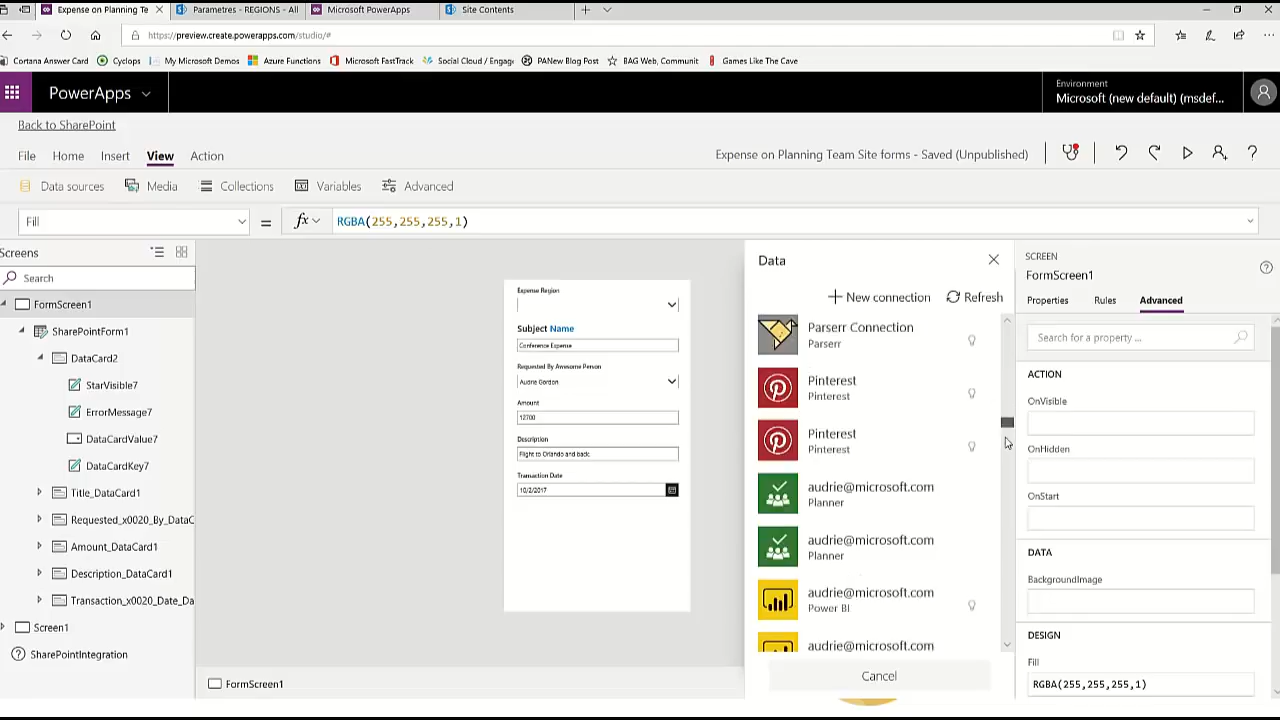 Expense on Planning Team
Parametres - REGIONS - All
Microsoft PowerApps
Site Contents
https://preview.create.powerapps.com/studio/#
Cortana Answer Card
Cyclops
My Microsoft Demos
Azure Functions
Microsoft FastTrack
Social Cloud / Engag
PANew Blog Post
BAG Web, Communit
Games Like The Cave
PowerApps
Environment
Microsoft (new default) (msdef...
Back to SharePoint
File
Home
Insert
View
Action
Expense on Planning Team Site forms - Saved (Unpublished)
Data sources
Media
Collections
Variables
Advanced
Fill
=
fx
RGBA(255,255,255,1)
Screens
Search
FormScreen1
SharePointForm1
DataCard2
StarVisible7
ErrorMessage7
DataCardValue7
DataCardKey7
Title_DataCard1
Requested_x0020_By_DataC
Amount_DataCard1
Description_DataCard1
Transaction_x0020_Date_Da
Screen1
SharePointIntegration
Expense Region
Subject Name
Conference Expense
Requested By Awesome Person
Audrie Gordon
Amount
12700
Description
Flight to Orlando and back.
Transaction Date
10/2/2017
FormScreen1
Data
New connection
Refresh
Parserr Connection
Parserr
Pinterest
Pinterest
Pinterest
Pinterest
audrie@microsoft.com
Planner
audrie@microsoft.com
Planner
audrie@microsoft.com
Power BI
audrie@microsoft.com
Cancel
SCREEN
FormScreen1
Properties
Rules
Advanced
Search for a property ...
ACTION
OnVisible
OnHidden
OnStart
DATA
BackgroundImage
DESIGN
Fill
RGBA(255,255,255,1)